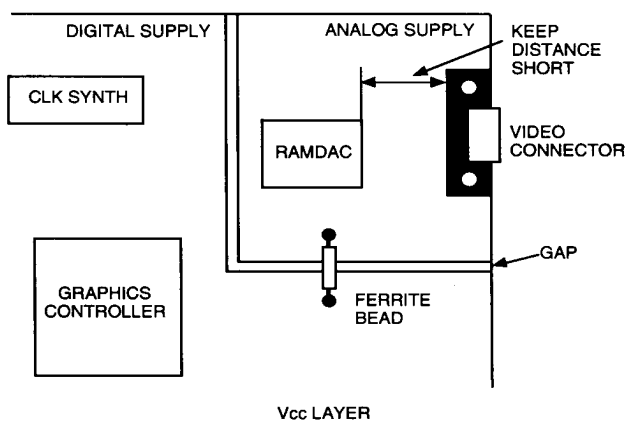 DIGITAL SUPPLY
ANALOG SUPPLY
KEEP
DISTANCE
SHORT
CLK SYNTH
RAMDAC
VIDEO
CONNECTOR
GAP
GRAPHICS
CONTROLLER
FERRITE
BEAD
Vcc LAYER